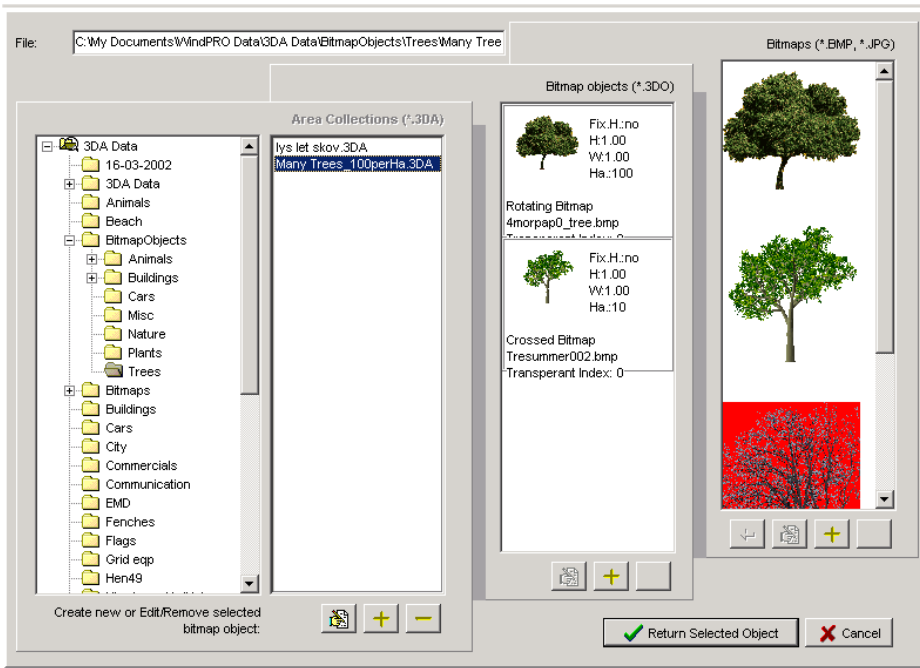 File:
C:\My Documents\WindPRO Data\3DA Data\BitmapObjects\Trees\Many Tree
Bitmaps (*.BMP, *.JPG)
Bitmap objects (*.3DO)
Area Collections (*.3DA)
3DA Data
16-03-2002
3DA Data
Animals
Beach
BitmapObjects
Animals
Buildings
Cars
Misc
Nature
Plants
Trees
Bitmaps
Buildings
Cars
City
Commercials
Communication
EMD
Fenches
Flags
Grid eqp
Hen49
lys let skov.3DA
Many Trees_100perHa.3DA
Fix.H.:no
H:1.00
W:1.00
Ha.:100
Rotating Bitmap
4morpap0_tree.bmp
Transperant Index: 0
Fix.H.:no
H:1.00
W:1.00
Ha.:10
Crossed Bitmap
Tresummer002.bmp
Transperant Index: 0
Create new or Edit/Remove selected
bitmap object:
Return Selected Object
Cancel